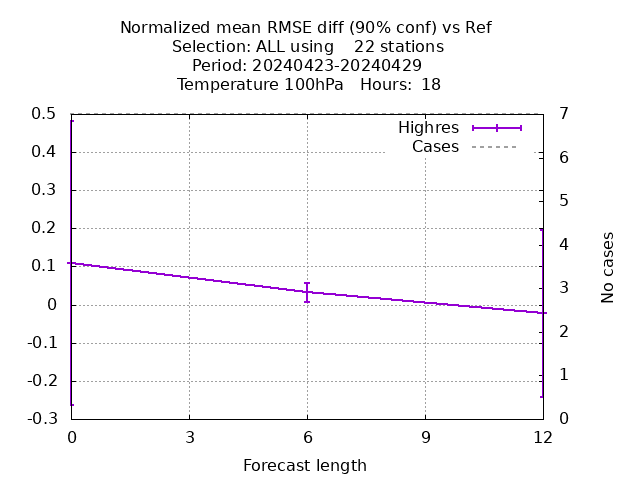 Normalized mean RMSE diff (90% conf) vs Ref
Selection: ALL using    22 stations
Period: 20240423-20240429
Temperature 100hPa   Hours:  18
0.5
0.4
0.3
0.2
0.1
0
-0.1
-0.2
-0.3
7
6
5
4
3
2
1
0
Highres
Cases
No cases
0 3 6 9 12
Forecast length